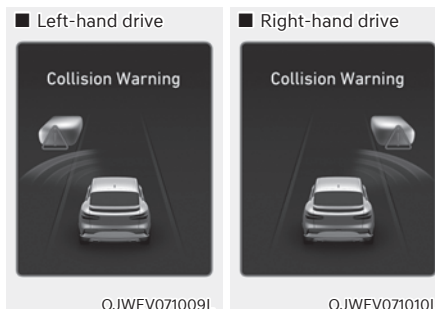 ■ Left-hand drive
Collision Warning
OJWEV071009L
■ Right-hand drive
Collision Warning
OJWEV071010L